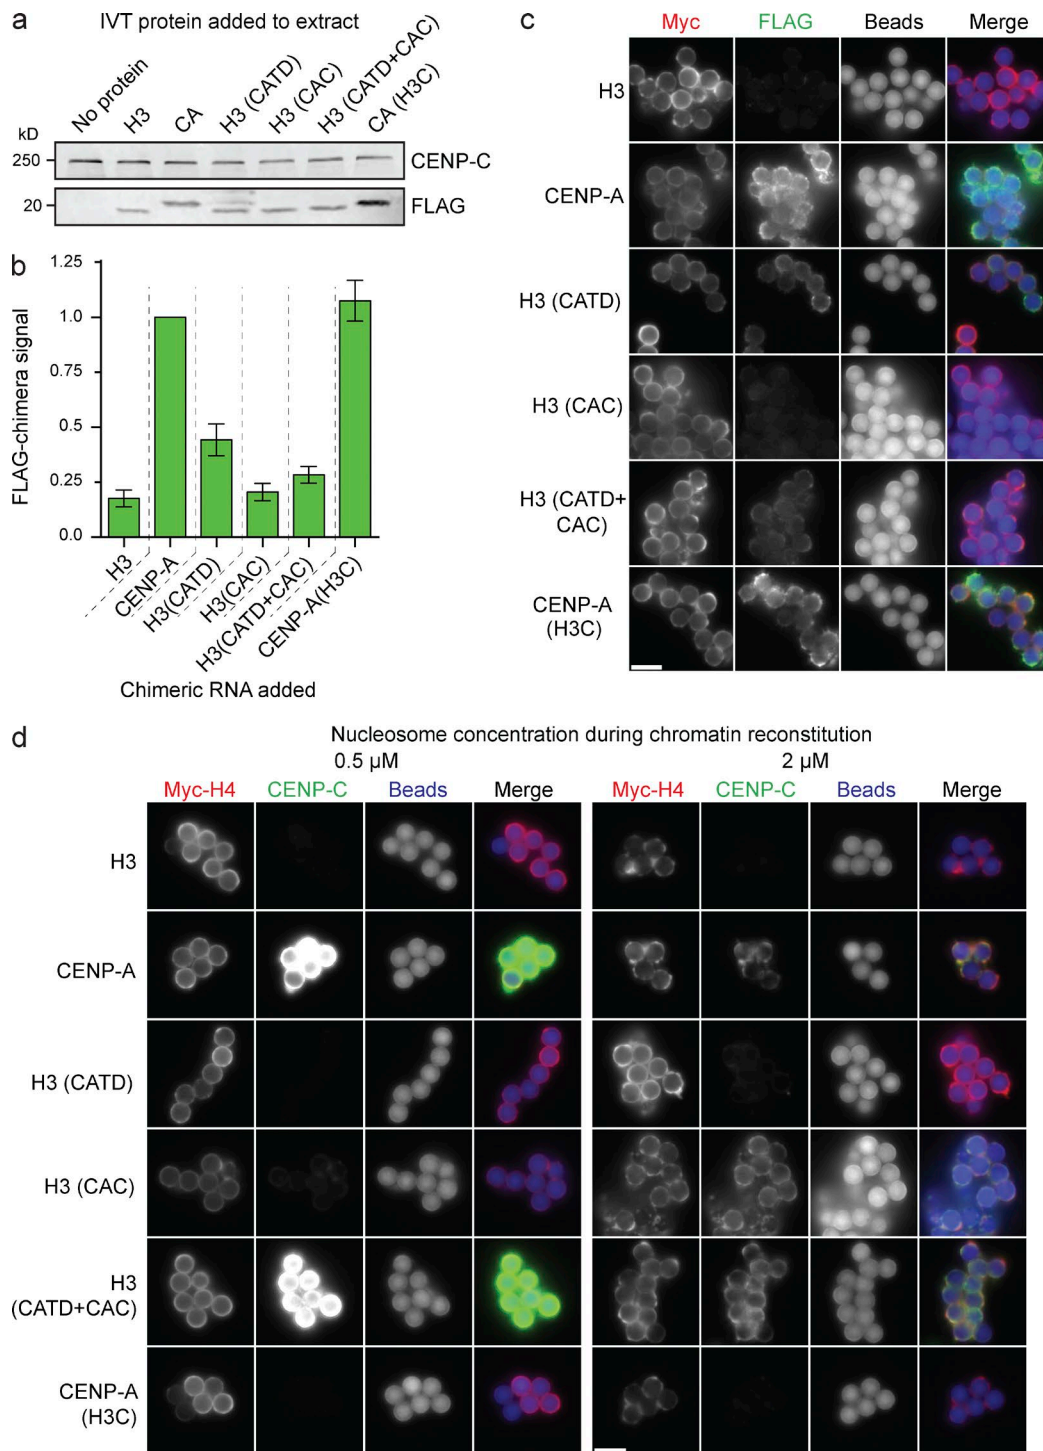 a
IVT protein added to extract
No protein
H3
CA
H3 (CATD)
H3 (CAC)
H3 (CATD+CAC)
CA (H3C)
kD
250
CENP-C
20
FLAG
b
FLAG-chimera signal
1.25
1.0
0.75
0.5
0.25
0.0
H3
CENP-A
H3(CATD)
H3(CAC)
H3(CATD+CAC)
CENP-A(H3C)
Chimeric RNA added
c
Myc FLAG Beads Merge
H3
CENP-A
H3 (CATD)
H3 (CAC)
H3 (CATD+
CAC)
CENP-A
(H3C)
d
Nucleosome concentration during chromatin reconstitution
0.5 µM 2 µM
Myc-H4 CENP-C Beads Merge Myc-H4 CENP-C Beads Merge
H3
CENP-A
H3 (CATD)
H3 (CAC)
H3
(CATD+CAC)
CENP-A
(H3C)